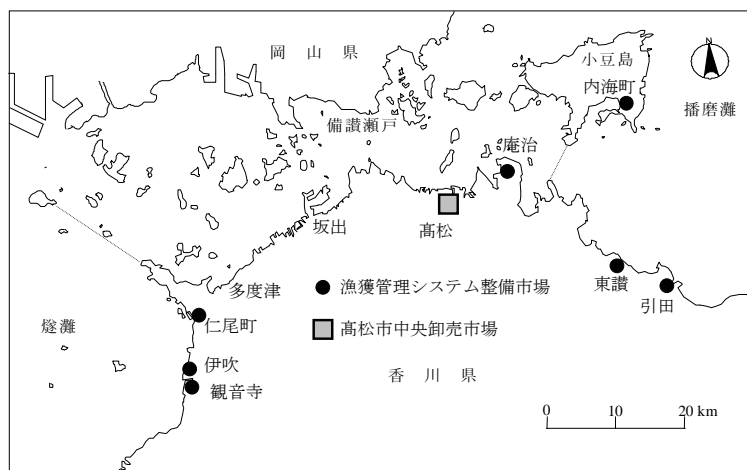 岡山県
N
小豆島
内海町
播磨灘
備讃瀬戸
庵治
坂出
髙松
多度津
漁獲管理システム整備市場
東讃
引田
燧灘
仁尾町
髙松市中央卸売市場
伊吹
観音寺
香川県
0 10 20 km